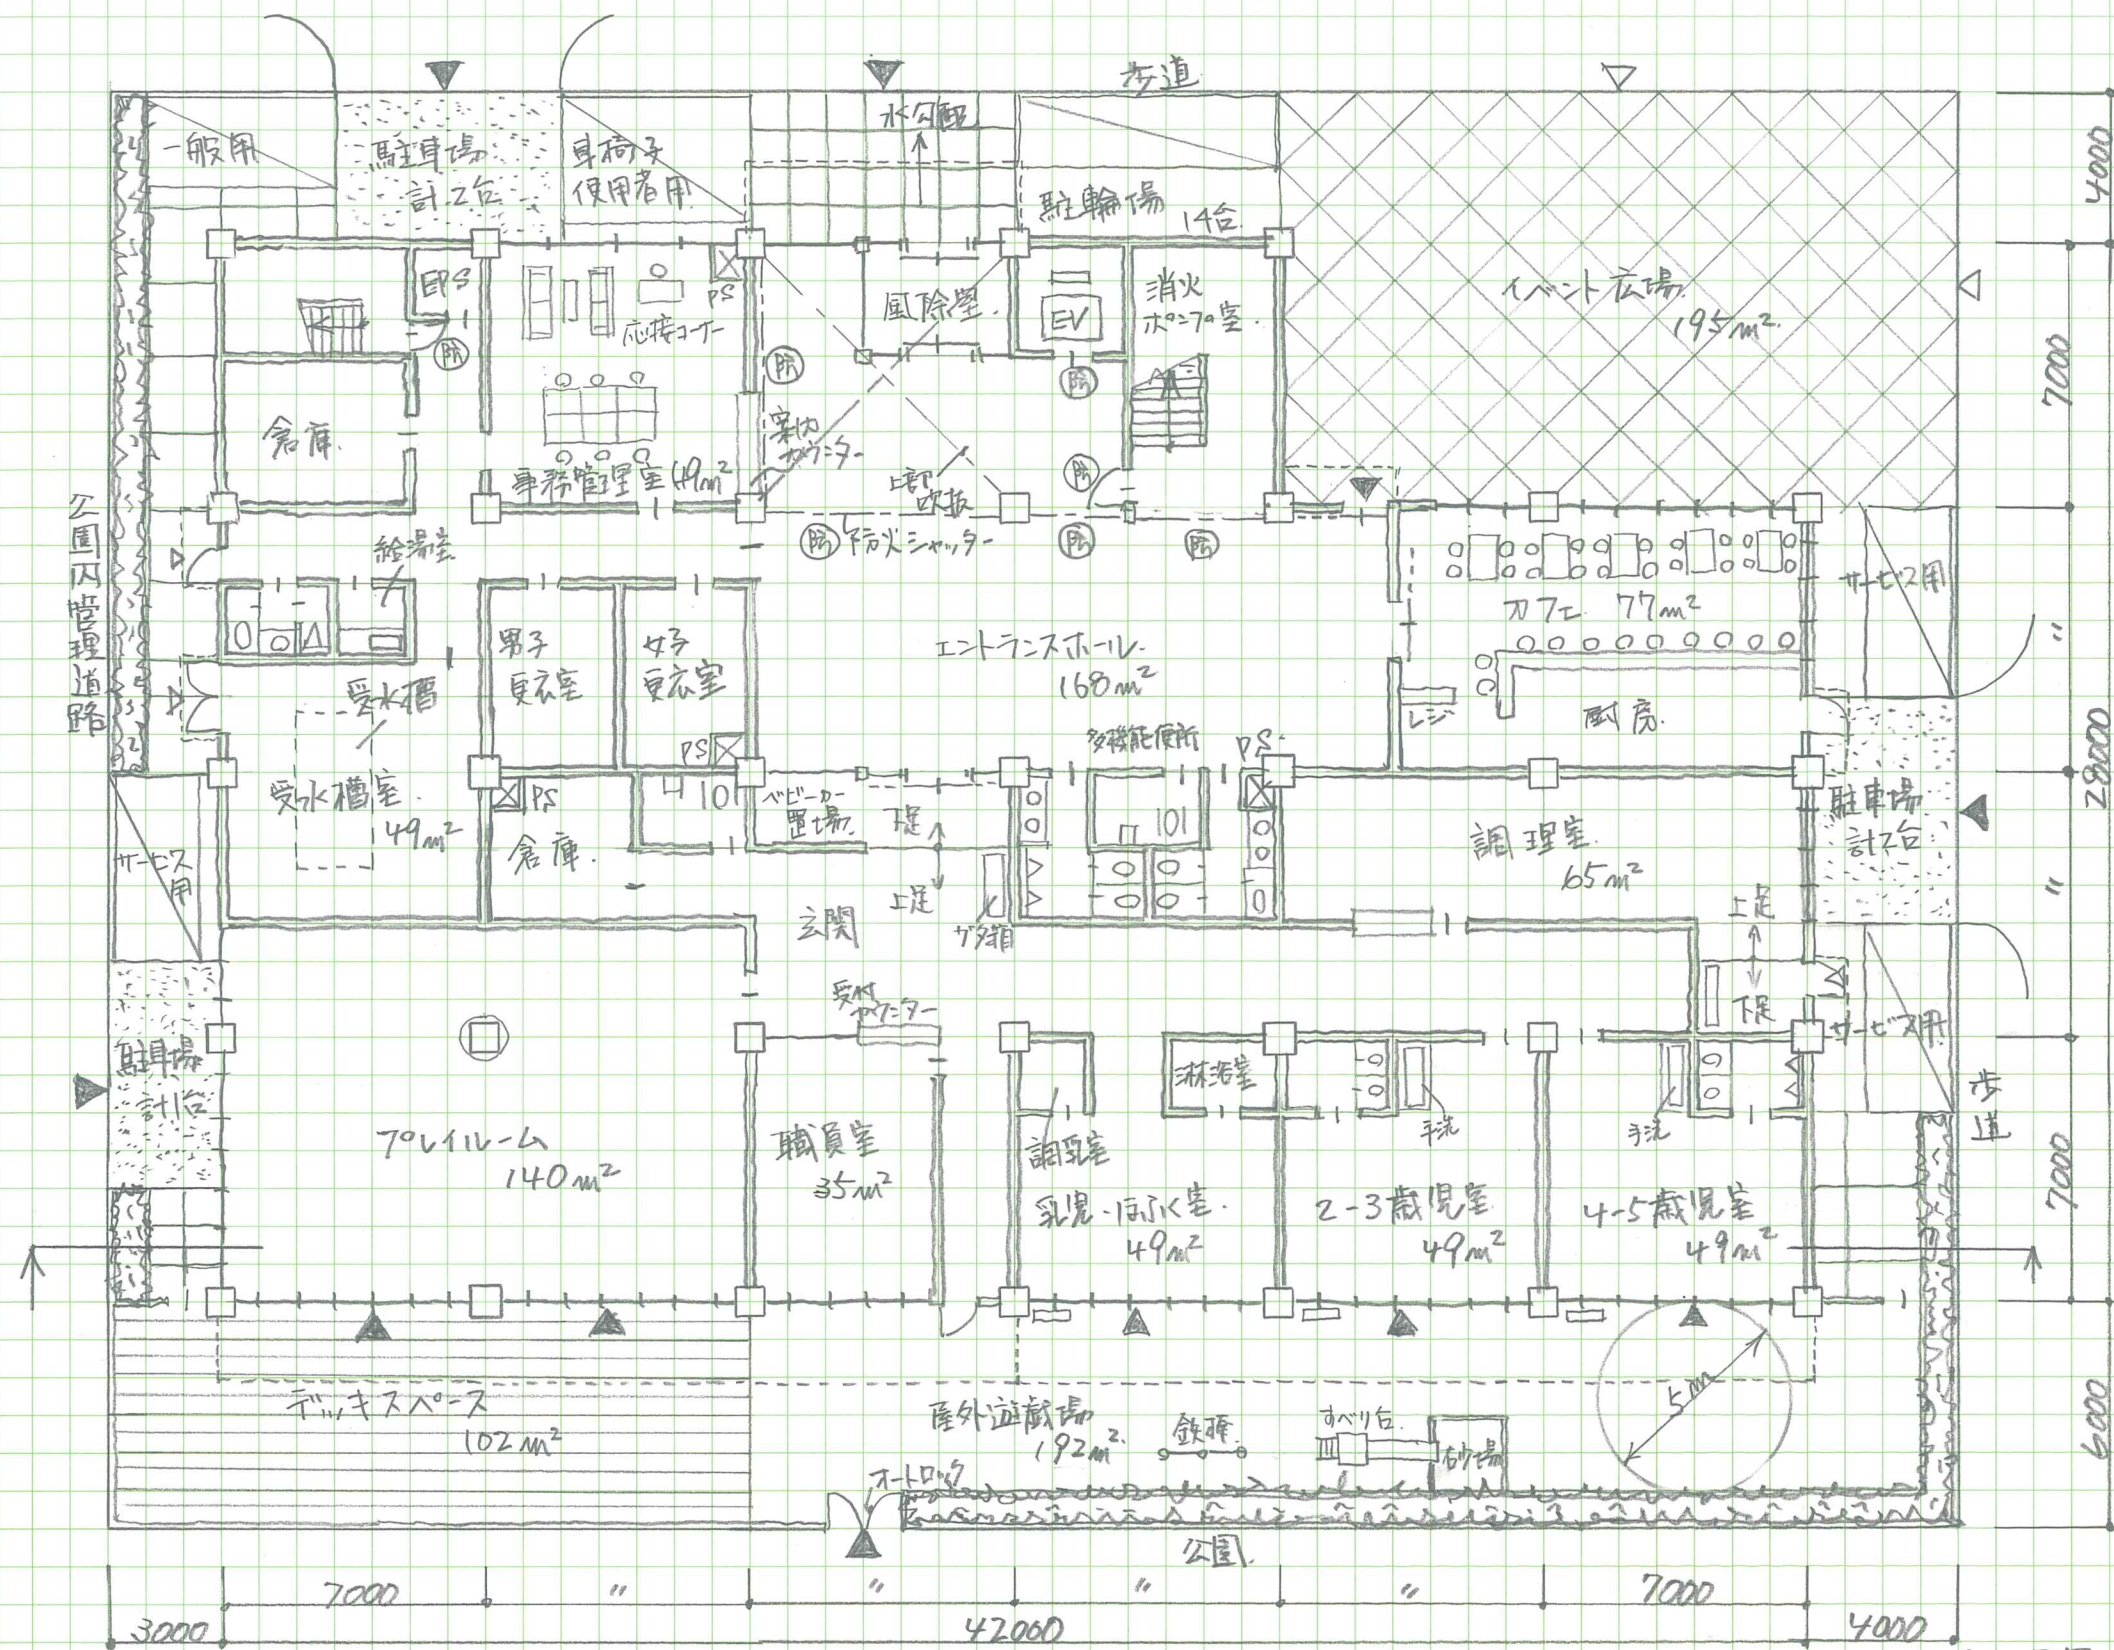 歩道
水勾配
一般用
駐車場
計2台
車椅子
使用者用
駐輪場
14台
4000
EPS
PS
応接コーナー
風除室
EV
消火
ポンプ室
イベント広場
195m²
7000
防
防
防
倉庫
事務管理室 49m²
案内
カウンター
上部
吹抜
防
防 防火シャッター
防
防
公園内管理道路
給湯室
男子
更衣室
女子
更衣室
PS
エントランスホール
168m²
カフェ 77m²
サービス用
〃
受水槽
レジ
厨房
多機能便所
PS
受水槽室
49m²
PS
倉庫
ベビーカー
置場
下足
上足
玄関
ゲタ箱
調理室
65m²
駐車場
計2台
28000
〃
サービス
用
上足
下足
サービス用
受付
カウンター
駐車場
計1台
プレイルーム
140m²
職員室
35m²
調乳室
沐浴室
手洗
手洗
歩道
7000
乳児・ほふく室
49m²
2-3歳児室
49m²
4-5歳児室
49m²
デッキスペース
102m²
屋外遊戯場
192m²
鉄棒
すべり台
砂場
5m
6000
オートロック
公園
7000
〃
〃
〃
〃
7000
3000
42000
4000